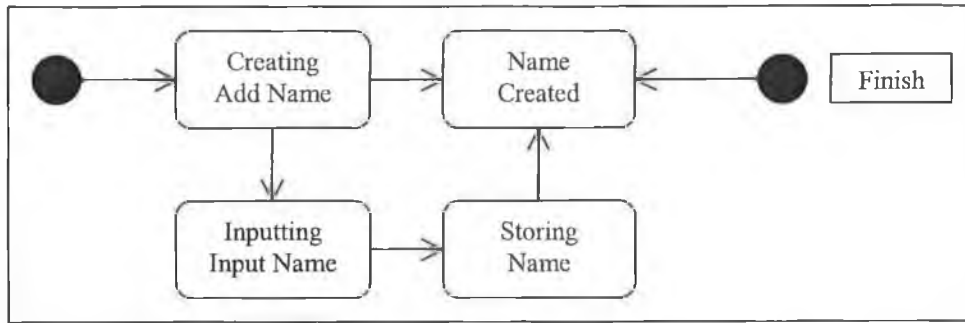 Creating
Add Name
Name
Created
Finish
Inputting
Input Name
Storing
Name